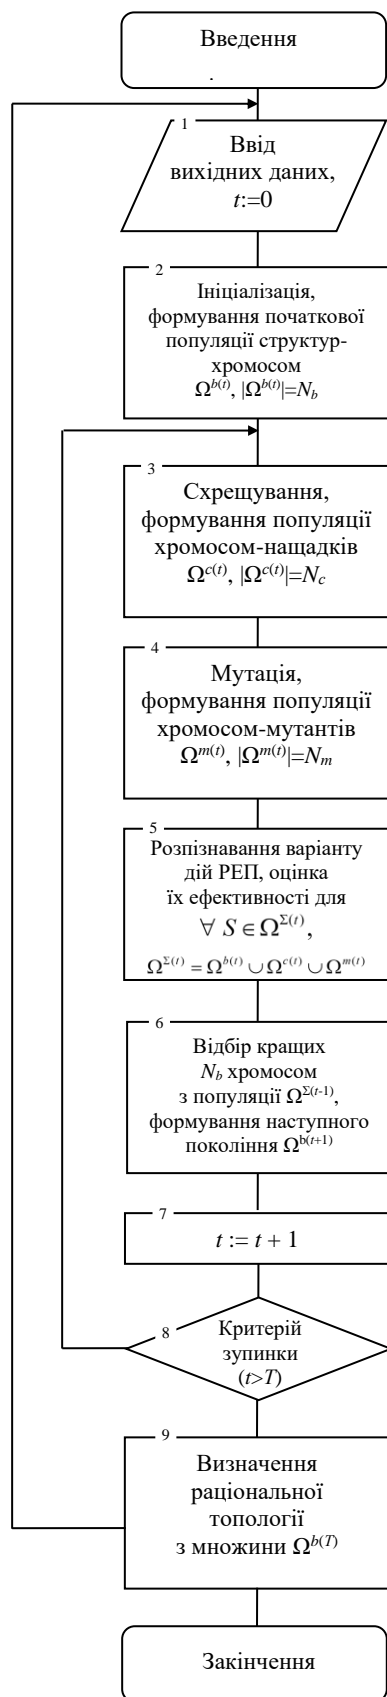 Введення
.
1
Ввід
вихідних даних,
t:=0
2
Ініціалізація,
формування початкової
популяції структур-
хромосом
Ω^b(t), |Ω^b(t)|=N_b
3
Схрещування,
формування популяції
хромосом-нащадків
Ω^c(t), |Ω^c(t)|=N_c
4
Мутація,
формування популяції
хромосом-мутантів
Ω^m(t), |Ω^m(t)|=N_m
5
Розпізнавання варіанту
дій РЕП, оцінка
їх ефективності для
∀ S ∈ Ω^Σ(t),
Ω^Σ(t) = Ω^b(t) ∪ Ω^c(t) ∪ Ω^m(t)
6
Відбір кращих
N_b хромосом
з популяції Ω^Σ(t-1),
формування наступного
покоління Ω^b(t+1)
7
t := t + 1
8
Критерій
зупинки
(t>T)
9
Визначення
раціональної
топології
з множини Ω^b(T)
Закінчення